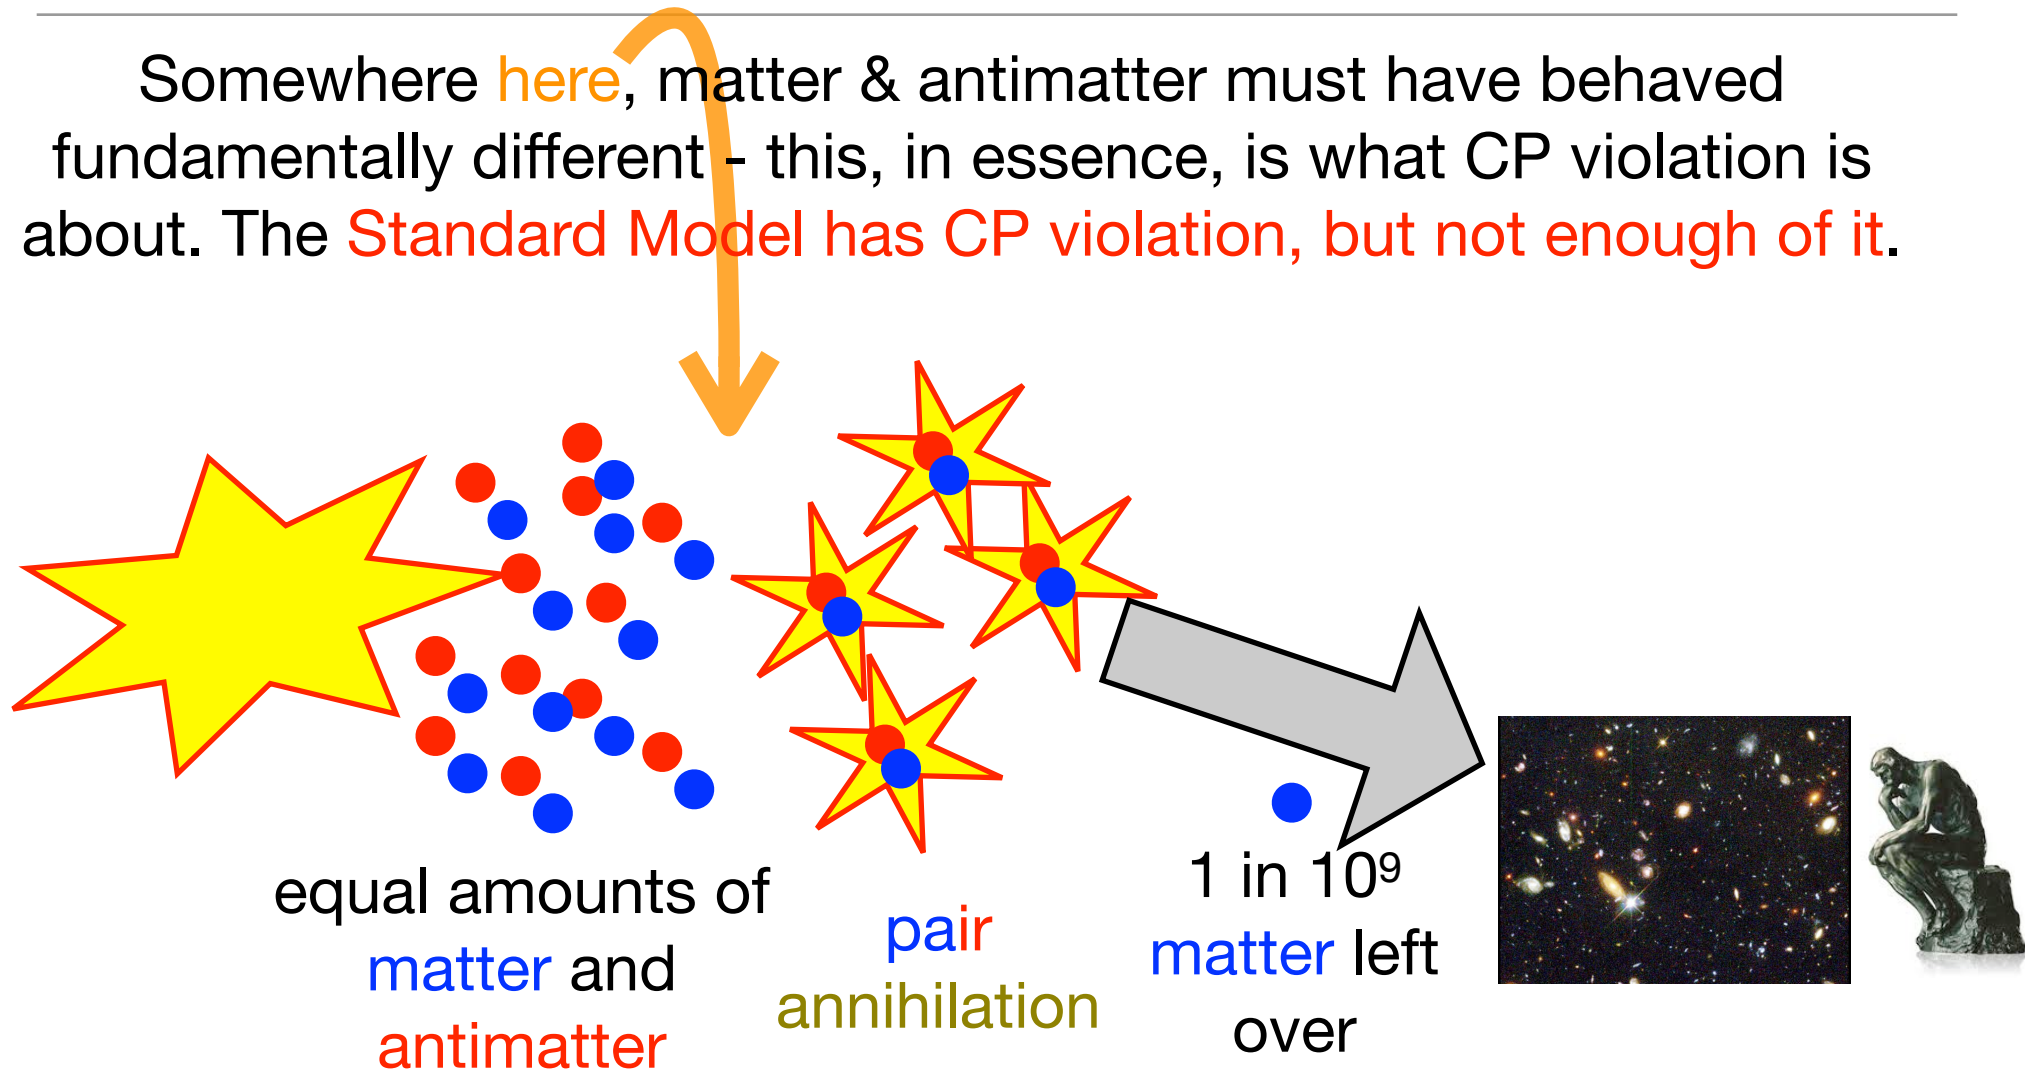 Somewhere here, matter & antimatter must have behaved
fundamentally different - this, in essence, is what CP violation is
about. The Standard Model has CP violation, but not enough of it.
equal amounts of
matter and
antimatter
pair
annihilation
1 in 10⁹
matter left
over